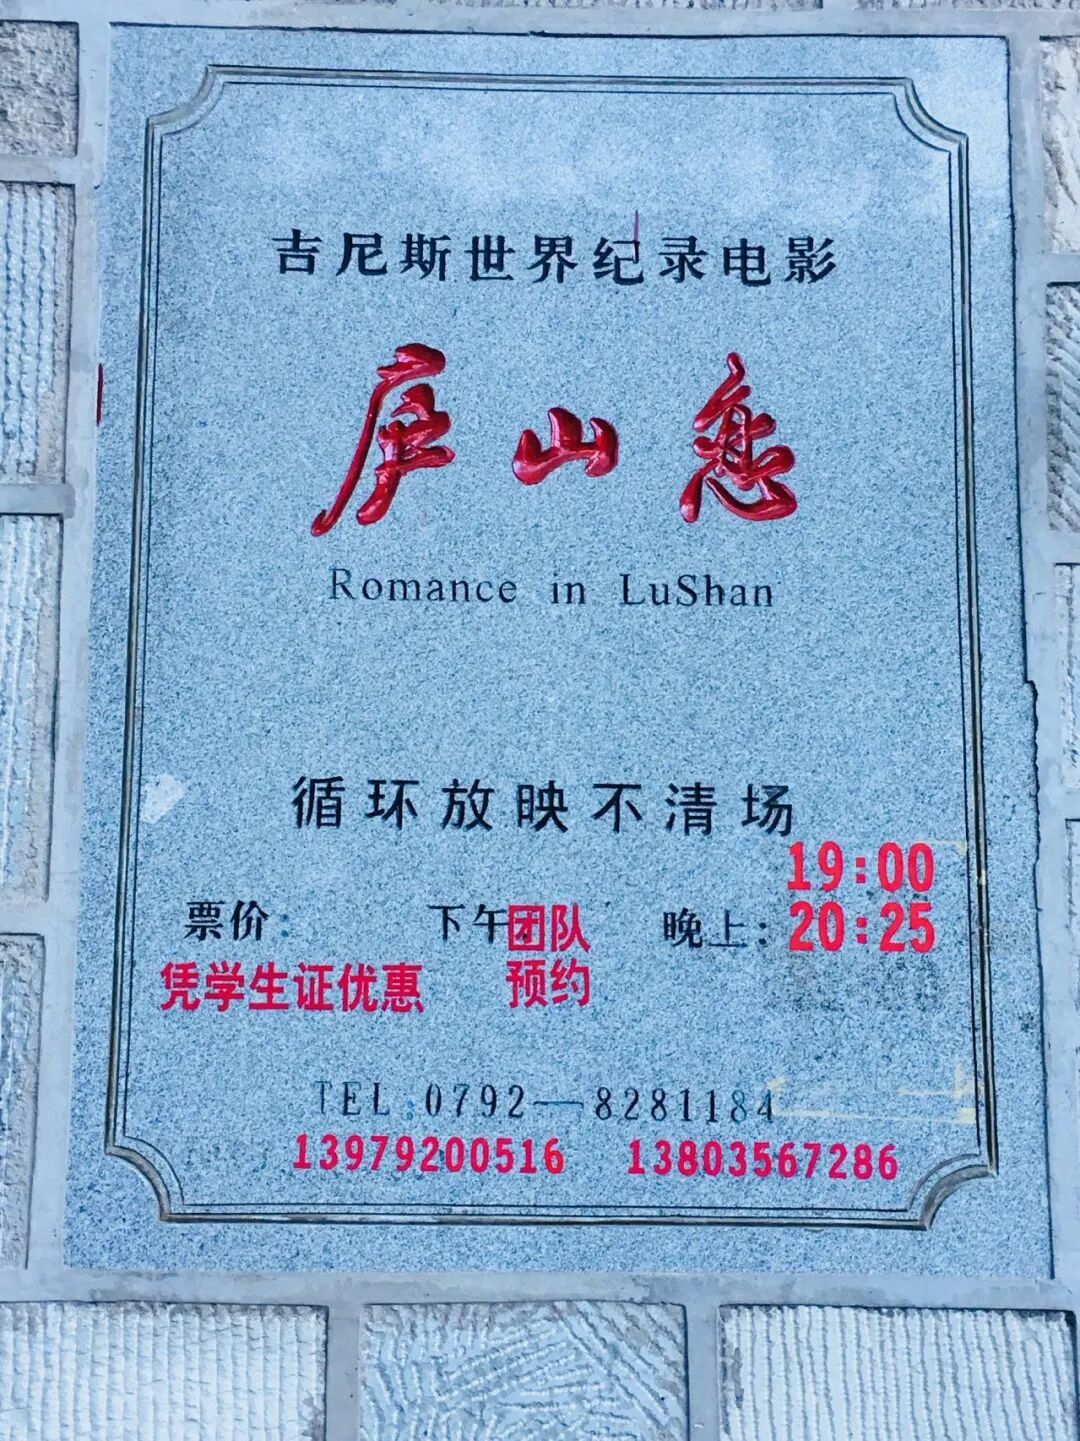 吉尼斯世界纪录电影
庐山恋
Romance in LuShan
循环放映不清场
19:00
票价: 下午: 团队 晚上: 20:25
凭学生证优惠 预约
TEL:0792—8281184
13979200516 13803567286